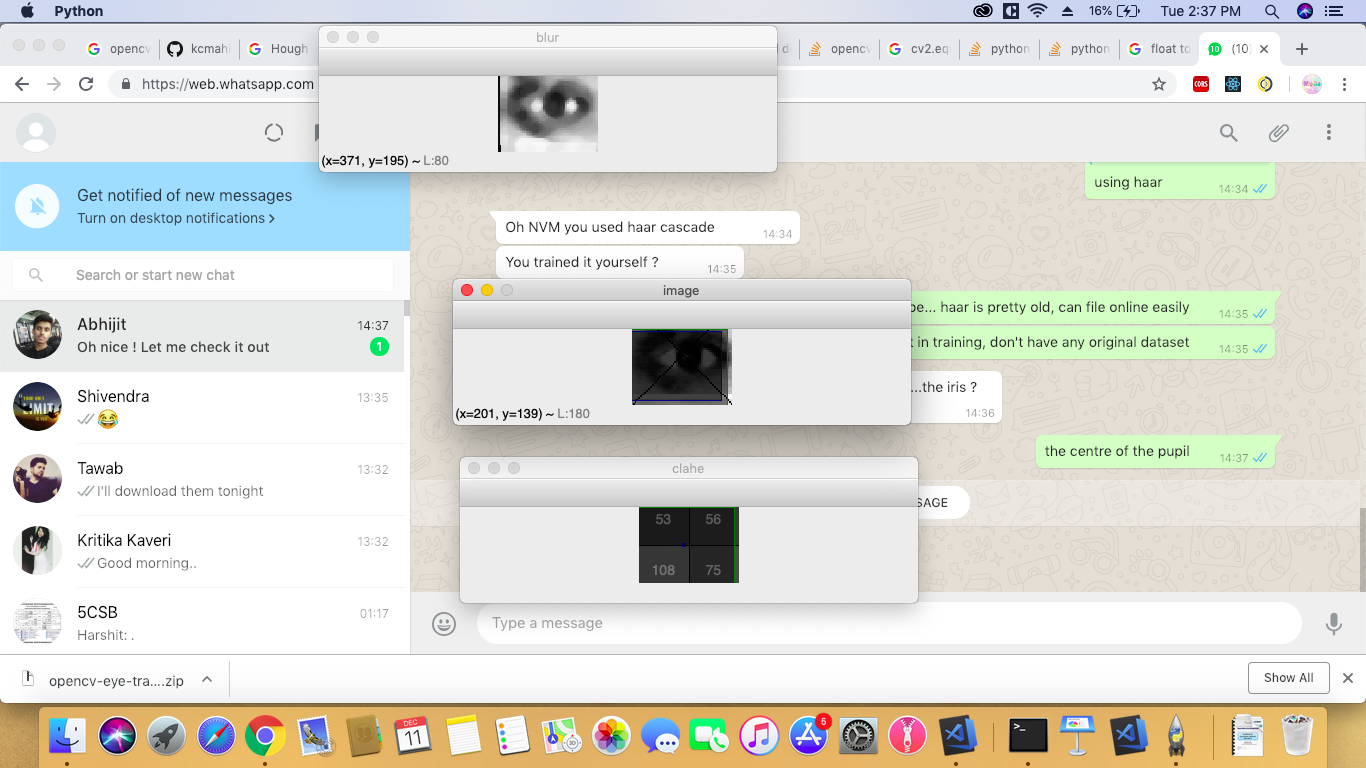 Python
16%
Tue 2:37 PM
opencv
kcmahi
Hough
blur
d d
opencv
cv2.eq
python
python
float to
10
(10)
https://web.whatsapp.com
CORS
(x=371, y=195) ~ L:80
Get notified of new messages
Turn on desktop notifications >
Search or start new chat
Abhijit
14:37
Oh nice ! Let me check it out
1
Shivendra
13:35
😂
Tawab
13:32
I'll download them tonight
Kritika Kaveri
13:32
Good morning..
5CSB
01:17
Harshit: .
using haar
14:34
Oh NVM you used haar cascade
14:34
You trained it yourself ?
14:35
image
(x=201, y=139) ~ L:180
pe... haar is pretty old, can file online easily
14:35
t in training, don't have any original dataset
14:35
...the iris ?
14:36
the centre of the pupil
14:37
SAGE
clahe
53 56
108 75
Type a message
opencv-eye-tra....zip
Show All
DEC
11
3D
5